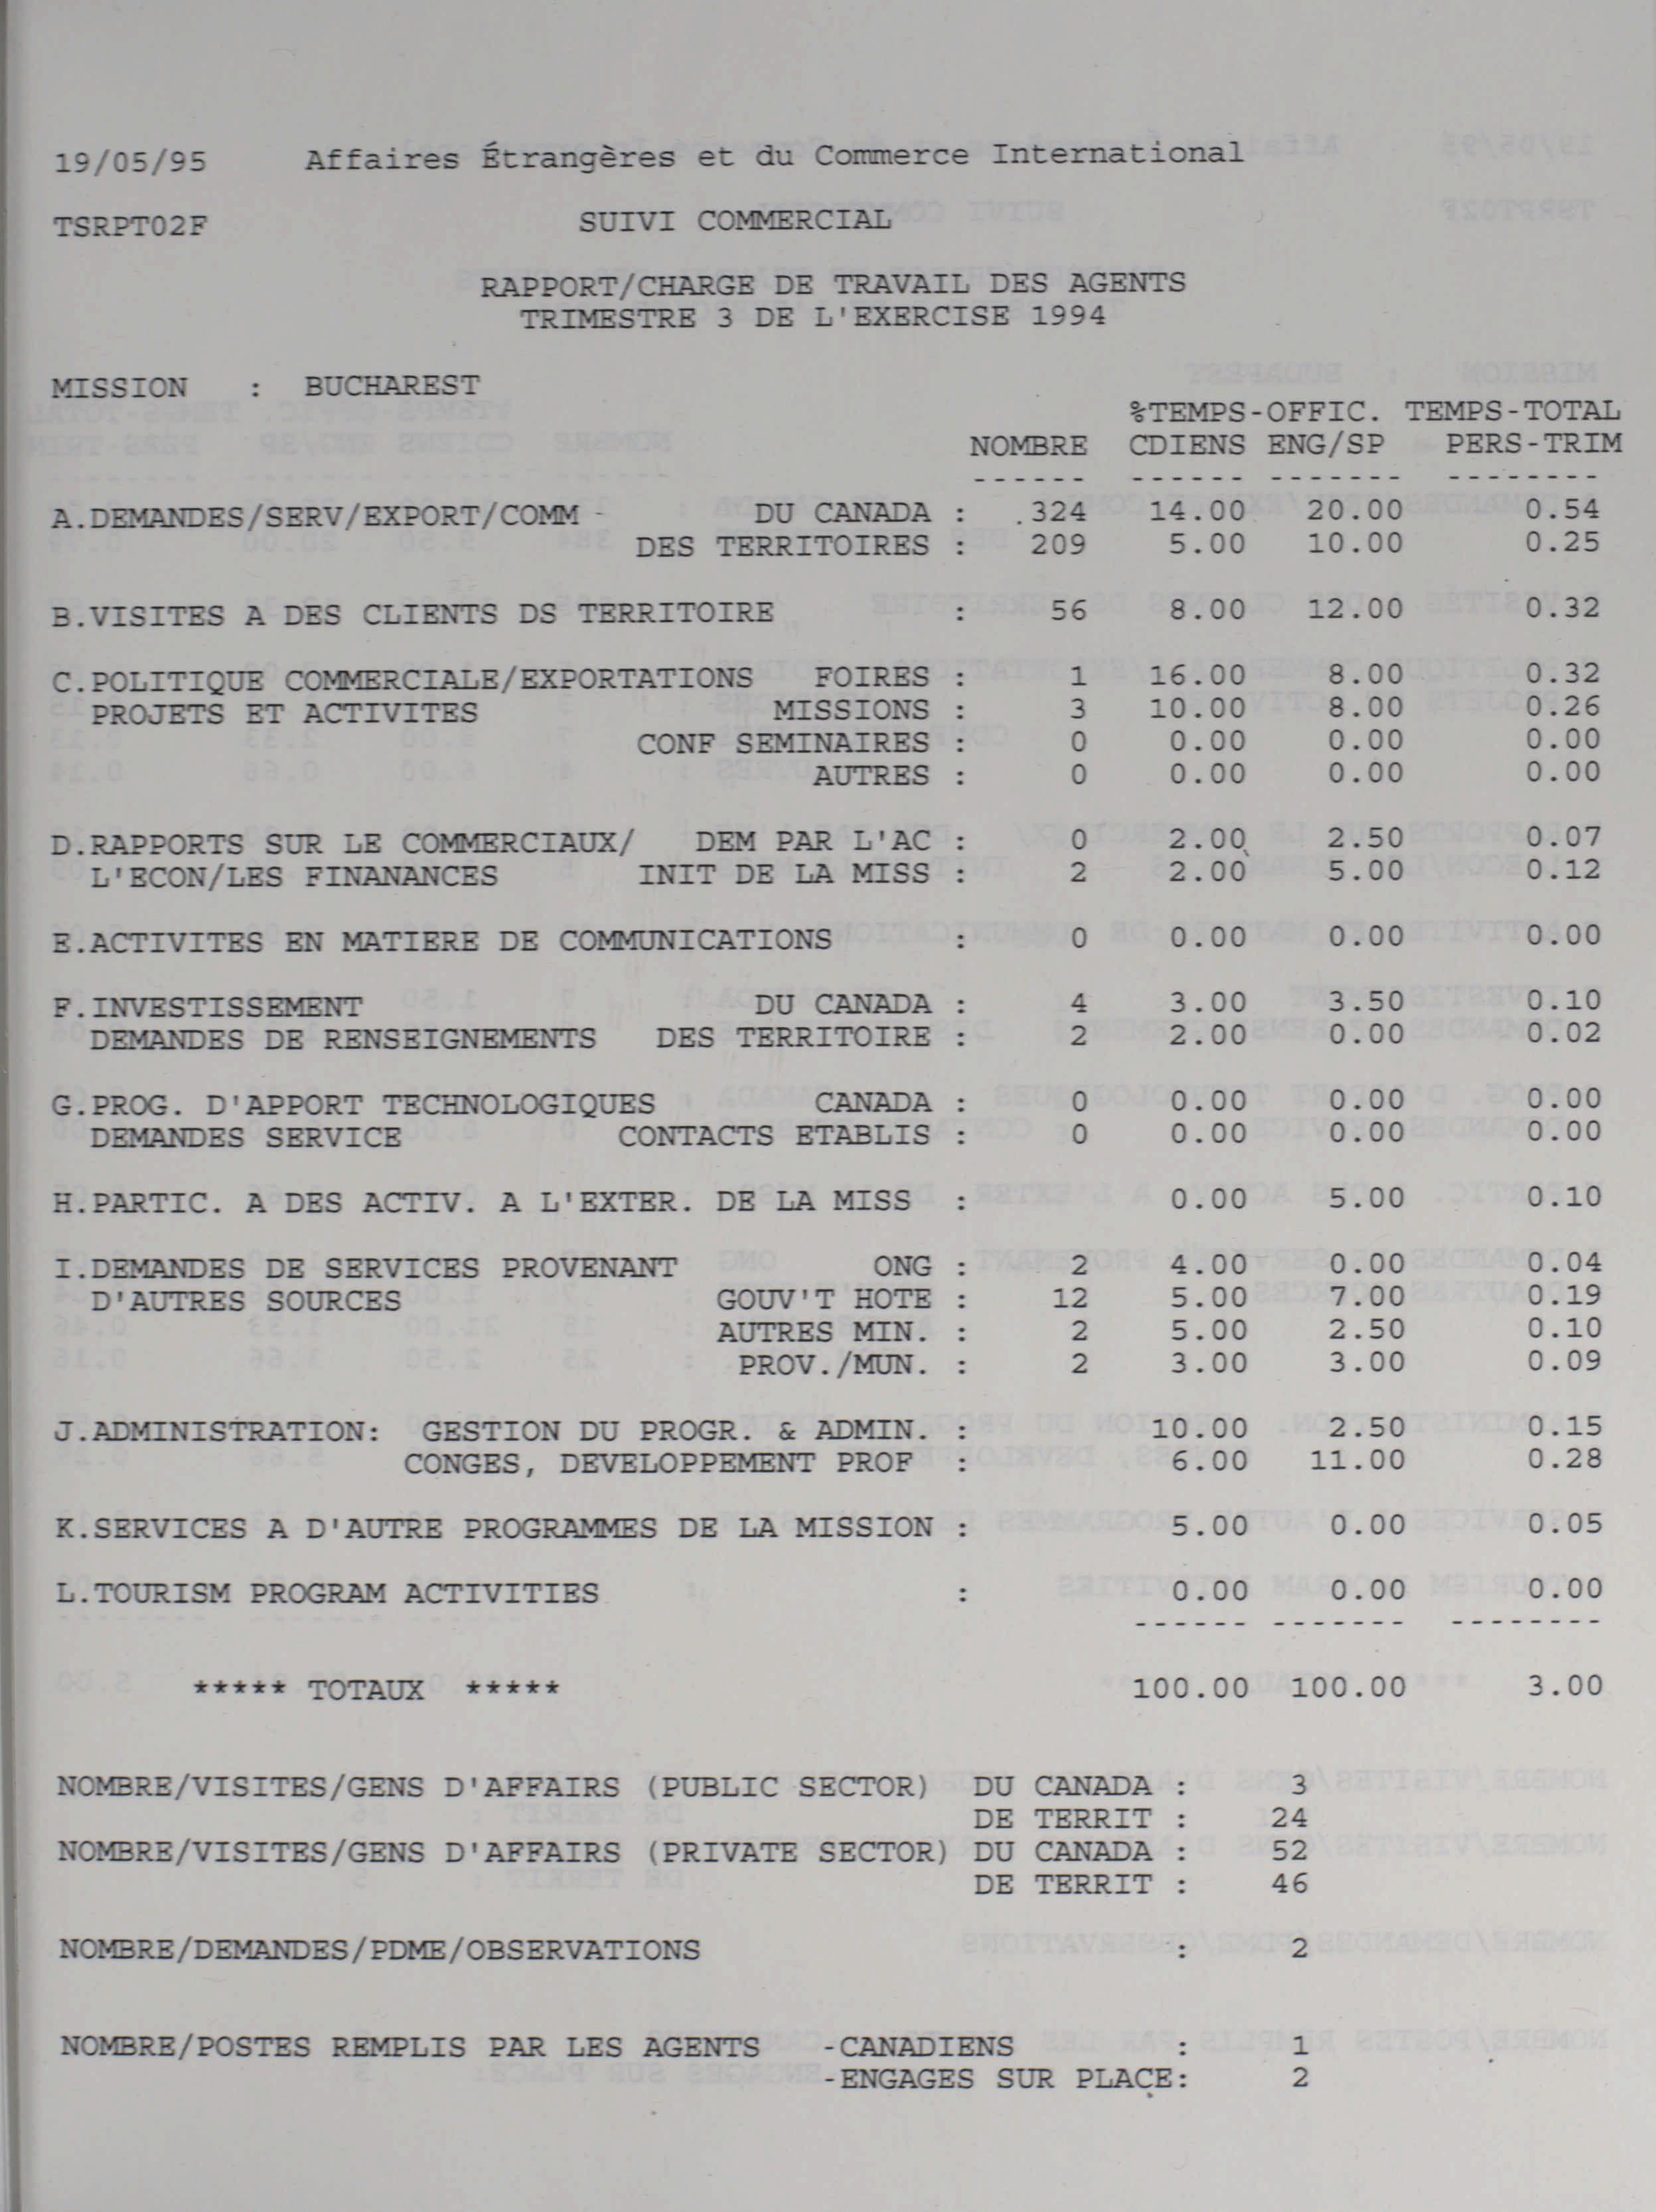 19/05/95 Affaires Étrangères et du Commerce International
TSRPT02F SUIVI COMMERCIAL
RAPPORT/CHARGE DE TRAVAIL DES AGENTS
TRIMESTRE 3 DE L'EXERCISE 1994
MISSION : BUCHAREST
%TEMPS-OFFIC. TEMPS-TOTAL
NOMBRE CDIENS ENG/SP PERS-TRIM
------ ------ ------- --------
A.DEMANDES/SERV/EXPORT/COMM - DU CANADA : 324 14.00 20.00 0.54
DES TERRITOIRES : 209 5.00 10.00 0.25
B.VISITES A DES CLIENTS DS TERRITOIRE : 56 8.00 12.00 0.32
C.POLITIQUE COMMERCIALE/EXPORTATIONS FOIRES : 1 16.00 8.00 0.32
PROJETS ET ACTIVITES MISSIONS : 3 10.00 8.00 0.26
CONF SEMINAIRES : 0 0.00 0.00 0.00
AUTRES : 0 0.00 0.00 0.00
D.RAPPORTS SUR LE COMMERCIAUX/ DEM PAR L'AC : 0 2.00 2.50 0.07
L'ECON/LES FINANANCES INIT DE LA MISS : 2 2.00 5.00 0.12
E.ACTIVITES EN MATIERE DE COMMUNICATIONS : 0 0.00 0.00 0.00
F.INVESTISSEMENT DU CANADA : 4 3.00 3.50 0.10
DEMANDES DE RENSEIGNEMENTS DES TERRITOIRE : 2 2.00 0.00 0.02
G.PROG. D'APPORT TECHNOLOGIQUES CANADA : 0 0.00 0.00 0.00
DEMANDES SERVICE CONTACTS ETABLIS : 0 0.00 0.00 0.00
H.PARTIC. A DES ACTIV. A L'EXTER. DE LA MISS : 0.00 5.00 0.10
I.DEMANDES DE SERVICES PROVENANT ONG : 2 4.00 0.00 0.04
D'AUTRES SOURCES GOUV'T HOTE : 12 5.00 7.00 0.19
AUTRES MIN. : 2 5.00 2.50 0.10
PROV./MUN. : 2 3.00 3.00 0.09
J.ADMINISTRATION: GESTION DU PROGR. & ADMIN. : 10.00 2.50 0.15
CONGES, DEVELOPPEMENT PROF : 6.00 11.00 0.28
K.SERVICES A D'AUTRE PROGRAMMES DE LA MISSION : 5.00 0.00 0.05
L.TOURISM PROGRAM ACTIVITIES : 0.00 0.00 0.00
------ ------- --------
***** TOTAUX ***** 100.00 100.00 3.00
NOMBRE/VISITES/GENS D'AFFAIRS (PUBLIC SECTOR) DU CANADA : 3
DE TERRIT : 24
NOMBRE/VISITES/GENS D'AFFAIRS (PRIVATE SECTOR) DU CANADA : 52
DE TERRIT : 46
NOMBRE/DEMANDES/PDME/OBSERVATIONS : 2
NOMBRE/POSTES REMPLIS PAR LES AGENTS -CANADIENS : 1
-ENGAGES SUR PLACE: 2